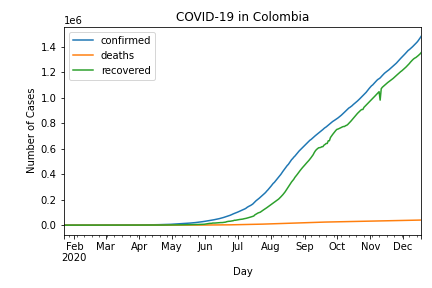 COVID-19 in Colombia
1e6
confirmed
deaths
recovered
Number of Cases
1.4
1.2
1.0
0.8
0.6
0.4
0.2
0.0
Feb Mar Apr May Jun Jul Aug Sep Oct Nov Dec
2020
Day